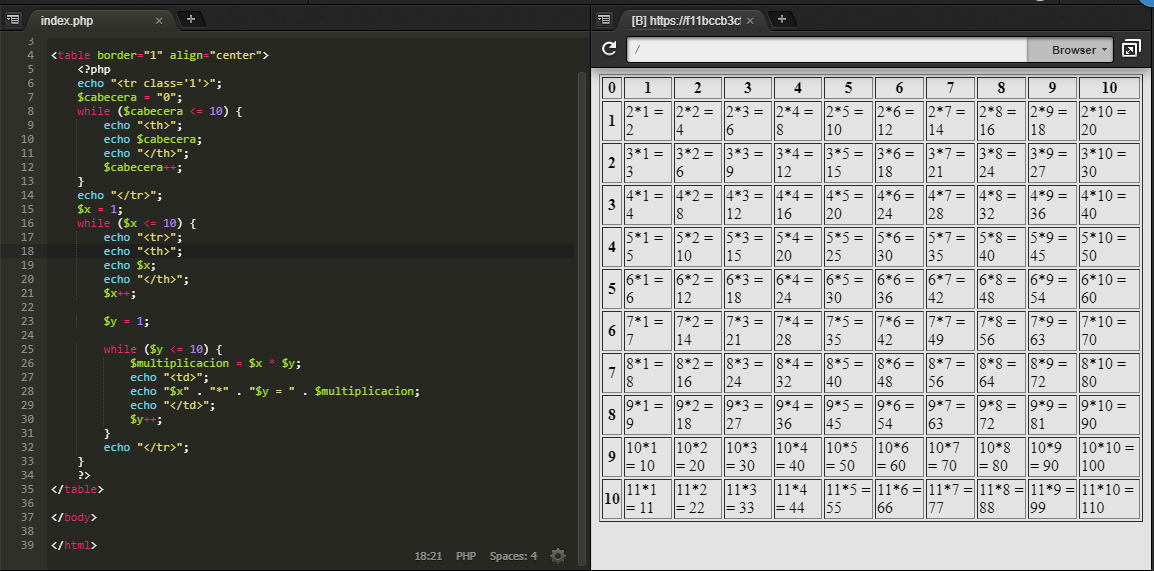 index.php
3
4 <table border="1" align="center">
5 <?php
6 echo "<tr class='1'>";
7 $cabecera = "0";
8 while ($cabecera <= 10) {
9 echo "<th>";
10 echo $cabecera;
11 echo "</th>";
12 $cabecera++;
13 }
14 echo "</tr>";
15 $x = 1;
16 while ($x <= 10) {
17 echo "<tr>";
18 echo "<th>";
19 echo $x;
20 echo "</th>";
21 $x++;
22
23 $y = 1;
24
25 while ($y <= 10) {
26 $multiplicacion = $x * $y;
27 echo "<td>";
28 echo "$x" . "*" . "$y = " . $multiplicacion;
29 echo "</td>";
30 $y++;
31 }
32 echo "</tr>";
33 }
34 ?>
35 </table>
36
37 </body>
38
39 </html>
18:21 PHP Spaces: 4
[B] https://f11bccb3c
/ Browser
0 1 2 3 4 5 6 7 8 9 10
1 2*1 = 2*2 = 2*3 = 2*4 = 2*5 = 2*6 = 2*7 = 2*8 = 2*9 = 2*10 =
2 4 6 8 10 12 14 16 18 20
2 3*1 = 3*2 = 3*3 = 3*4 = 3*5 = 3*6 = 3*7 = 3*8 = 3*9 = 3*10 =
3 6 9 12 15 18 21 24 27 30
3 4*1 = 4*2 = 4*3 = 4*4 = 4*5 = 4*6 = 4*7 = 4*8 = 4*9 = 4*10 =
4 8 12 16 20 24 28 32 36 40
4 5*1 = 5*2 = 5*3 = 5*4 = 5*5 = 5*6 = 5*7 = 5*8 = 5*9 = 5*10 =
5 10 15 20 25 30 35 40 45 50
5 6*1 = 6*2 = 6*3 = 6*4 = 6*5 = 6*6 = 6*7 = 6*8 = 6*9 = 6*10 =
6 12 18 24 30 36 42 48 54 60
6 7*1 = 7*2 = 7*3 = 7*4 = 7*5 = 7*6 = 7*7 = 7*8 = 7*9 = 7*10 =
7 14 21 28 35 42 49 56 63 70
7 8*1 = 8*2 = 8*3 = 8*4 = 8*5 = 8*6 = 8*7 = 8*8 = 8*9 = 8*10 =
8 16 24 32 40 48 56 64 72 80
8 9*1 = 9*2 = 9*3 = 9*4 = 9*5 = 9*6 = 9*7 = 9*8 = 9*9 = 9*10 =
9 18 27 36 45 54 63 72 81 90
9 10*1 10*2 10*3 10*4 10*5 10*6 10*7 10*8 10*9 10*10 =
= 10 = 20 = 30 = 40 = 50 = 60 = 70 = 80 = 90 100
10 11*1 11*2 11*3 11*4 11*5 = 11*6 = 11*7 = 11*8 = 11*9 = 11*10 =
= 11 = 22 = 33 = 44 55 66 77 88 99 110